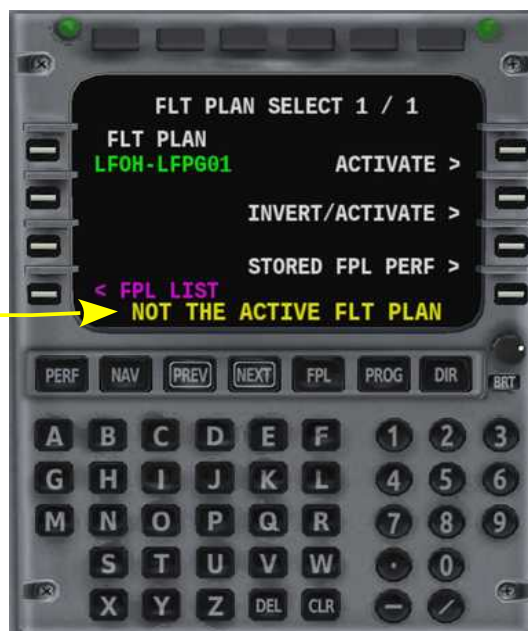 FLT PLAN SELECT 1 / 1
FLT PLAN
LFOH-LFPG01 ACTIVATE >
INVERT/ACTIVATE >
STORED FPL PERF >
< FPL LIST
NOT THE ACTIVE FLT PLAN
PERF NAV PREV NEXT FPL PROG DIR BRT
A B C D E F 1 2 3
G H I J K L 4 5 6
M N O P Q R 7 8 9
S T U V W · 0
X Y Z DEL CLR − /